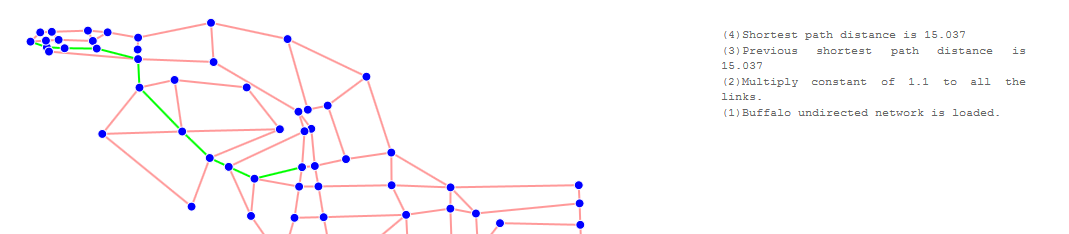 (4)Shortest path distance is 15.037
(3)Previous shortest path distance is
15.037
(2)Multiply constant of 1.1 to all the
links.
(1)Buffalo undirected network is loaded.